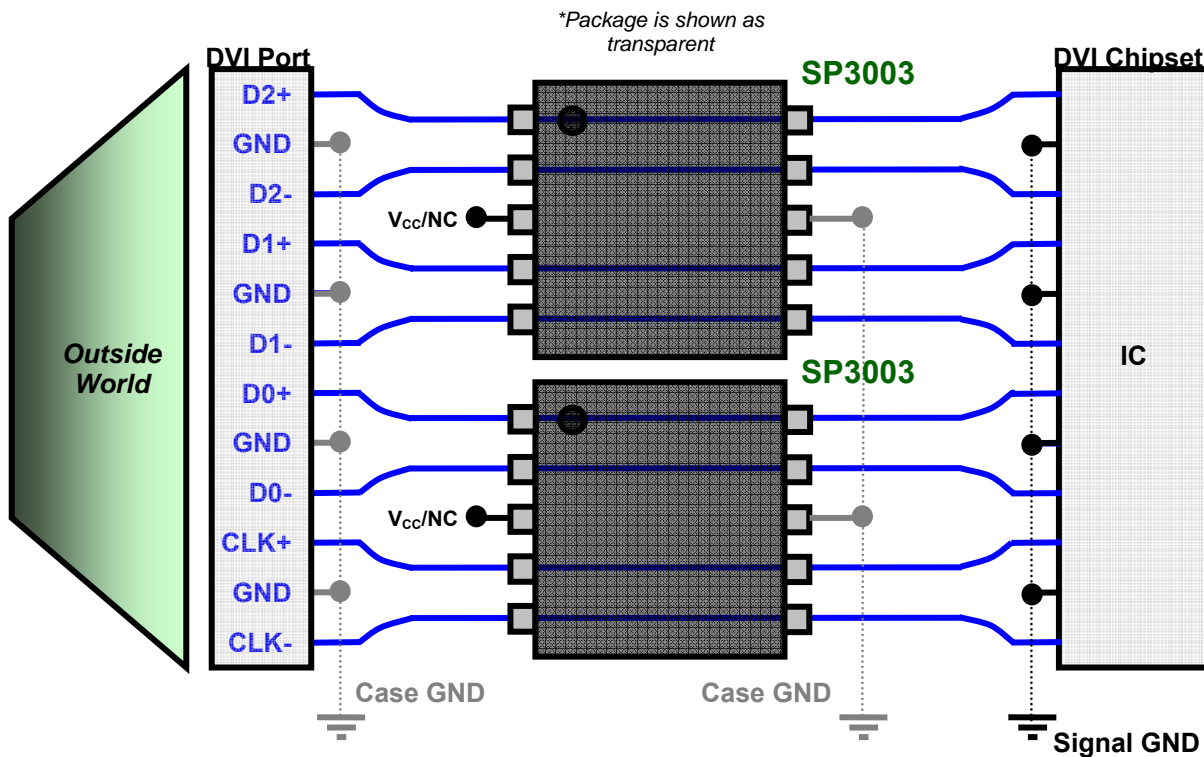 *Package is shown as
transparent
DVI Port
SP3003
DVI Chipset
D2+
GND
D2-
VCC/NC
D1+
GND
D1-
Outside
World
IC
SP3003
D0+
GND
D0-
VCC/NC
CLK+
GND
CLK-
Case GND
Case GND
Signal GND